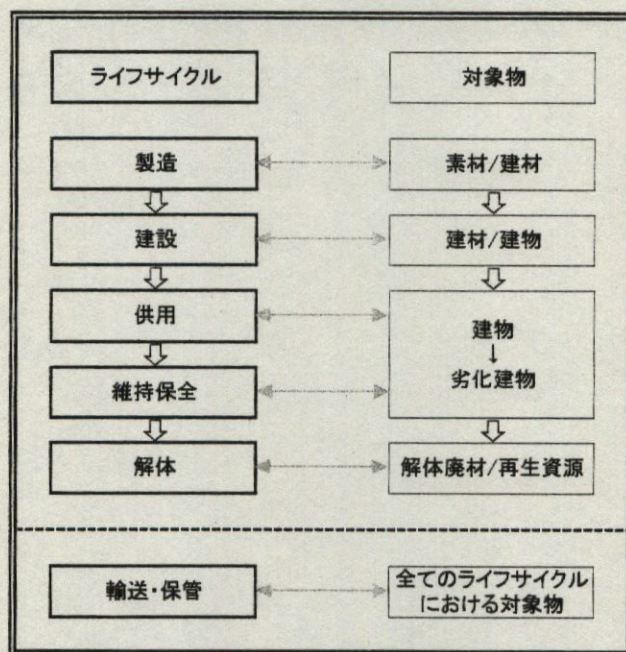 ライフサイクル
対象物
製造
素材/建材
建設
建材/建物
供用
建物
↓
劣化建物
維持保全
解体
解体廃材/再生資源
輸送・保管
全てのライフサイクル
における対象物